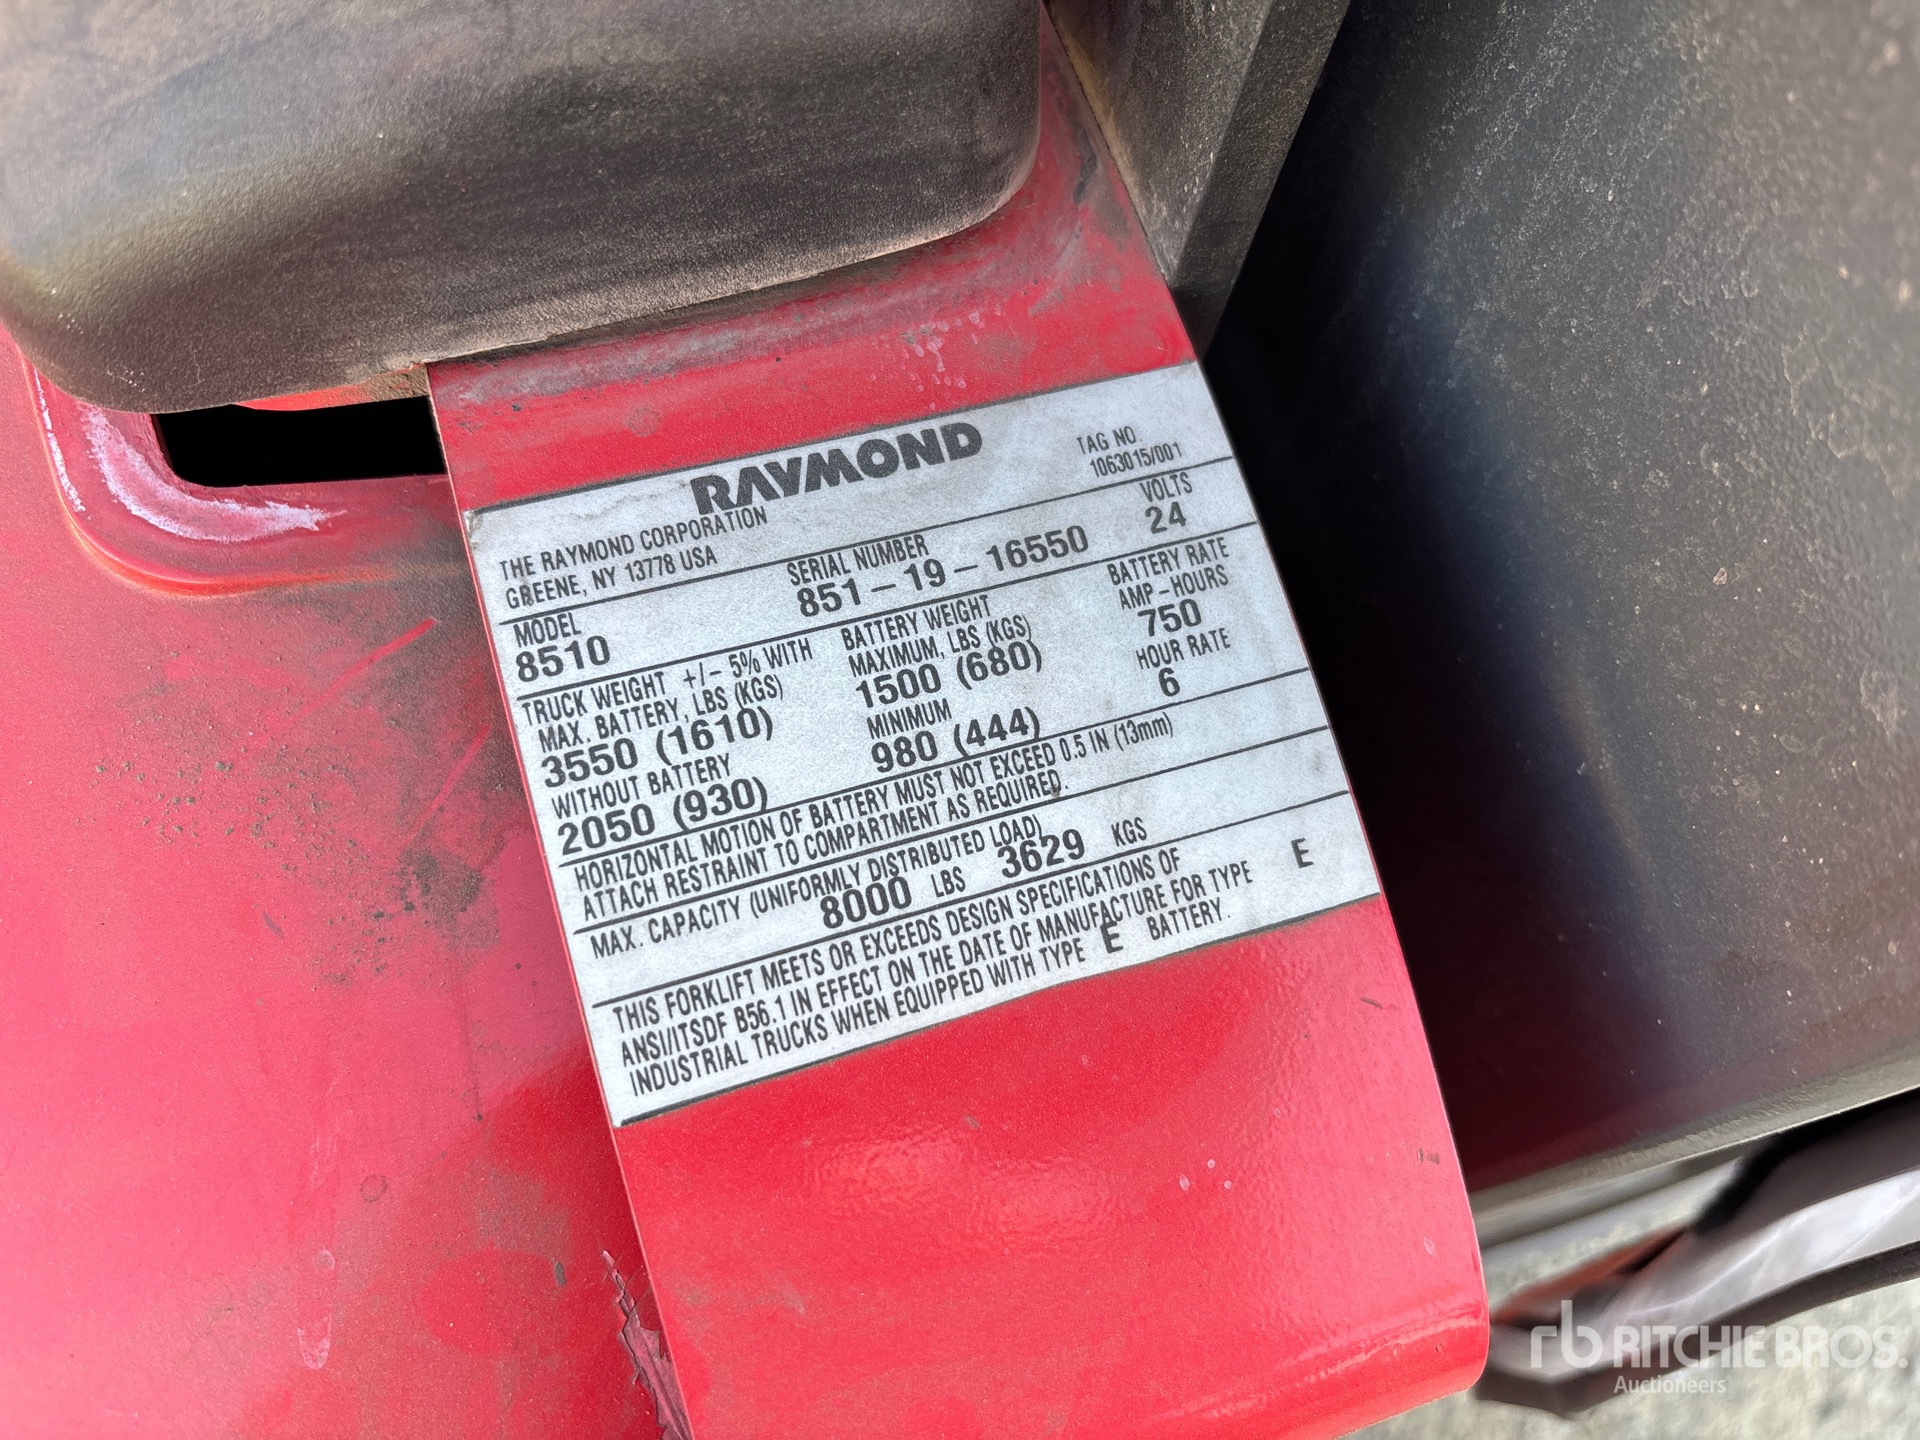 RAYMOND
TAG NO.
1063015/001
THE RAYMOND CORPORATION
GREENE, NY 13778 USA
SERIAL NUMBER
851-19-16550
VOLTS
24
MODEL
8510
BATTERY WEIGHT
MAXIMUM, LBS (KGS)
1500 (680)
MINIMUM
980 (444)
BATTERY RATE
AMP-HOURS
750
HOUR RATE
6
TRUCK WEIGHT +/- 5% WITH
MAX. BATTERY, LBS (KGS)
3550 (1610)
WITHOUT BATTERY
2050 (930)
HORIZONTAL MOTION OF BATTERY MUST NOT EXCEED 0.5 IN (13mm)
ATTACH RESTRAINT TO COMPARTMENT AS REQUIRED.
MAX. CAPACITY (UNIFORMLY DISTRIBUTED LOAD)
8000 LBS 3629 KGS
THIS FORKLIFT MEETS OR EXCEEDS DESIGN SPECIFICATIONS OF
ANSI/ITSDF B56.1 IN EFFECT ON THE DATE OF MANUFACTURE FOR TYPE E
INDUSTRIAL TRUCKS WHEN EQUIPPED WITH TYPE E BATTERY.
rb RITCHIE BROS.
Auctioneers